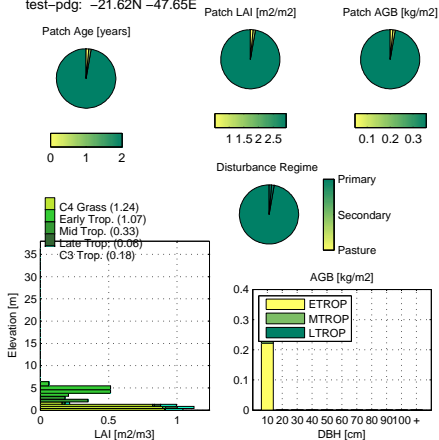 test-pdg: -21.62N -47.65E
Patch LAI [m2/m2]
Patch AGB [kg/m2]
Patch Age [years]
1 1.5 2 2.5
0.1 0.2 0.3
0 1 2
Disturbance Regime
Primary
Secondary
Pasture
C4 Grass (1.24)
Early Trop. (1.07)
Mid Trop. (0.33)
Late Trop. (0.06)
C3 Trop. (0.18)
35
30
25
20
15
10
5
0
Elevation [m]
0 0.5 1
LAI [m2/m3]
AGB [kg/m2]
0.4
0.3
0.2
0.1
0
ETROP
MTROP
LTROP
10 20 30 40 50 60 70 80 90100 +
DBH [cm]